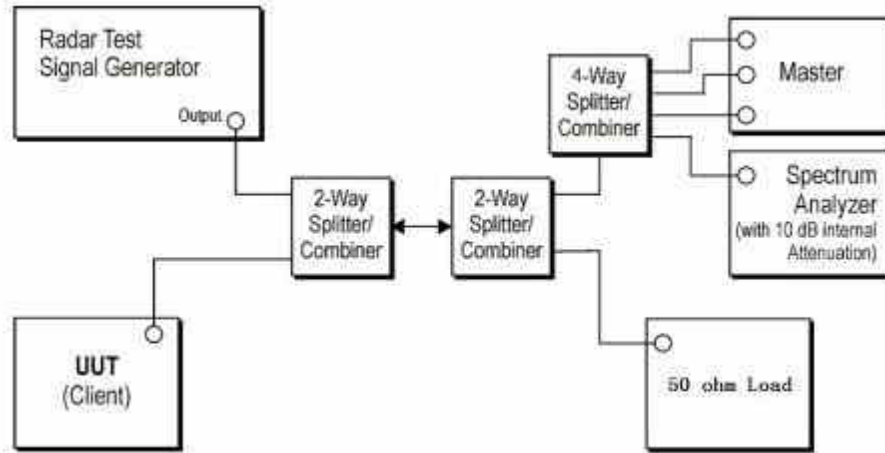 Radar Test
Signal Generator
Output
4-Way
Splitter/
Combiner
Master
Spectrum
Analyzer
(with 10 dB internal
Attenuation)
2-Way
Splitter/
Combiner
2-Way
Splitter/
Combiner
UUT
(Client)
50 ohm Load